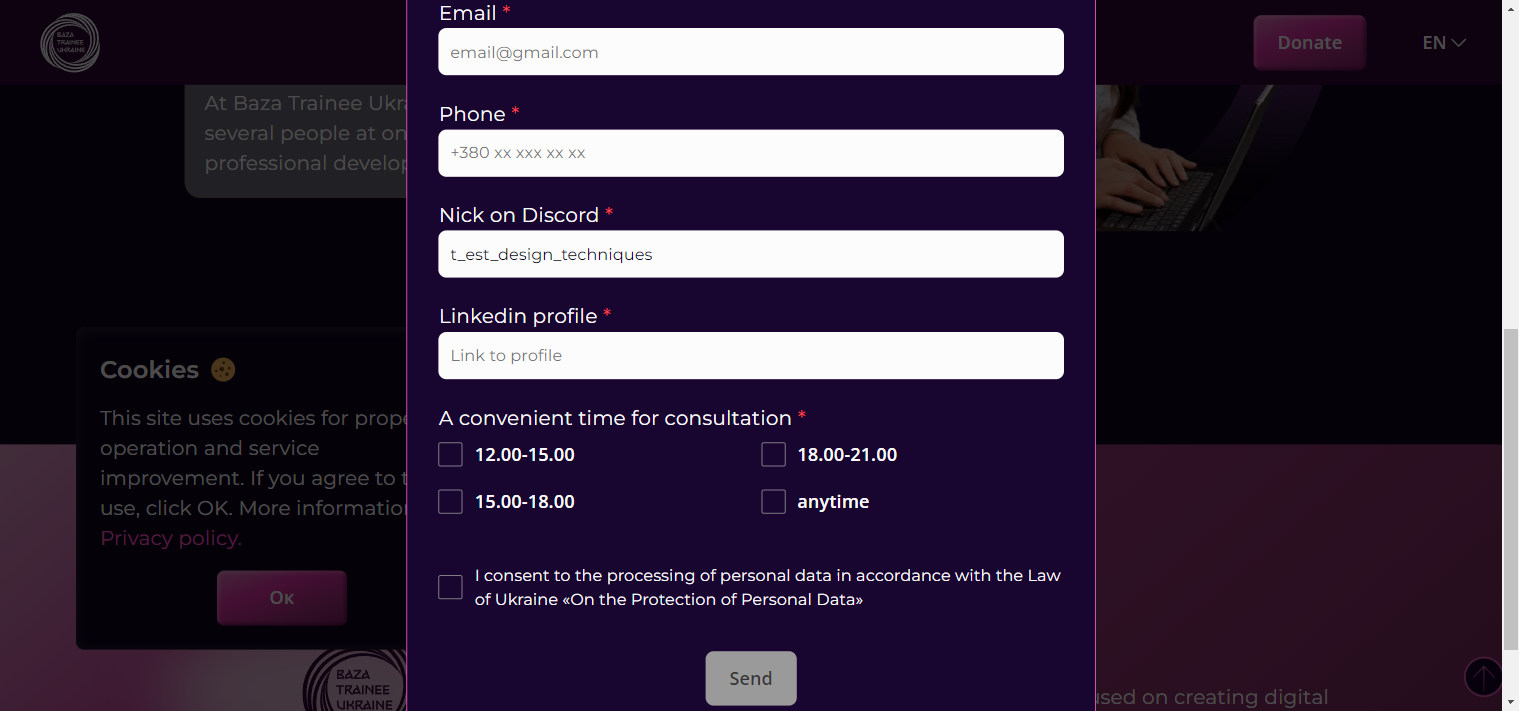 BAZA
TRAINEE
UKRAINE
Donate
EN
At Baza Trainee Ukra
several people at on
professional develop
Email *
email@gmail.com
Phone *
+380 xx xxx xx xx
Nick on Discord *
t_est_design_techniques
Linkedin profile *
Link to profile
A convenient time for consultation *
12.00-15.00
18.00-21.00
15.00-18.00
anytime
I consent to the processing of personal data in accordance with the Law
of Ukraine «On the Protection of Personal Data»
Send
Cookies
This site uses cookies for prope
operation and service
improvement. If you agree to t
use, click OK. More information
Privacy policy.
Ок
BAZA
TRAINEE
UKRAINE
used on creating digital